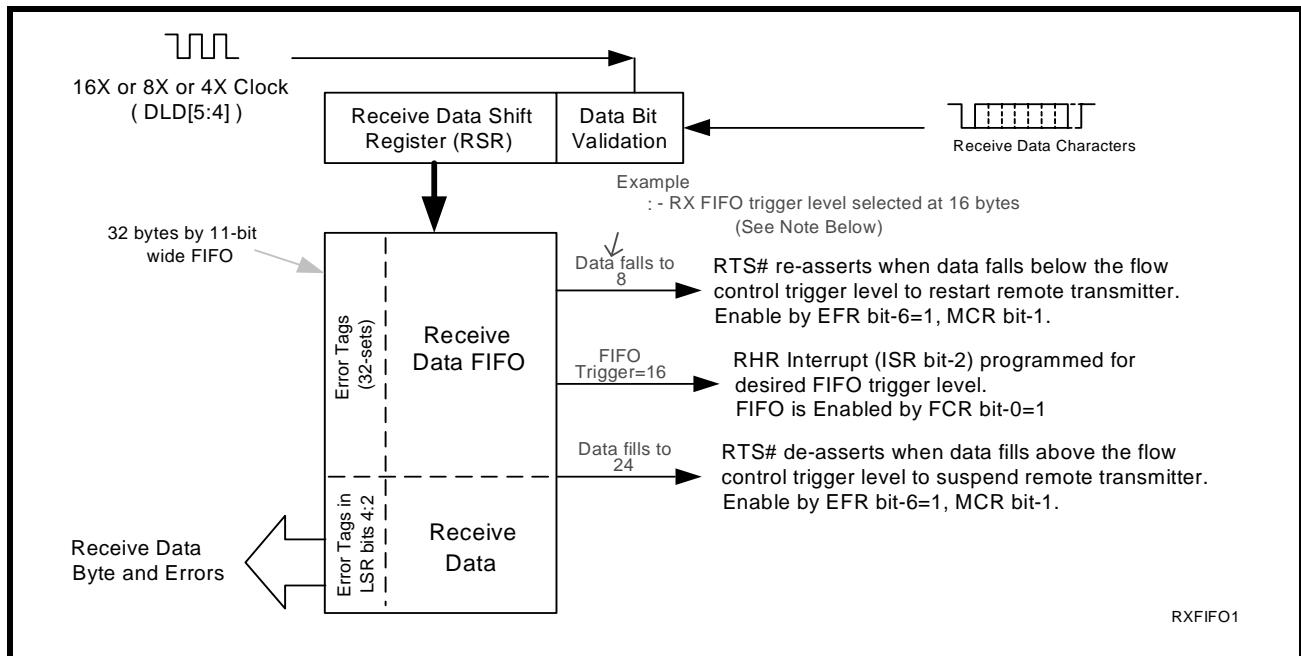 16X or 8X or 4X Clock
( DLD[5:4] )
Receive Data Shift
Register (RSR)
Data Bit
Validation
Receive Data Characters
Example
: - RX FIFO trigger level selected at 16 bytes
(See Note Below)
32 bytes by 11-bit
wide FIFO
Data falls to
8
RTS# re-asserts when data falls below the flow
control trigger level to restart remote transmitter.
Enable by EFR bit-6=1, MCR bit-1.
Error Tags
(32-sets)
Receive
Data FIFO
FIFO
Trigger=16
RHR Interrupt (ISR bit-2) programmed for
desired FIFO trigger level.
FIFO is Enabled by FCR bit-0=1
Data fills to
24
RTS# de-asserts when data fills above the flow
control trigger level to suspend remote transmitter.
Enable by EFR bit-6=1, MCR bit-1.
Error Tags in
LSR bits 4:2
Receive
Data
Receive Data
Byte and Errors
RXFIFO1